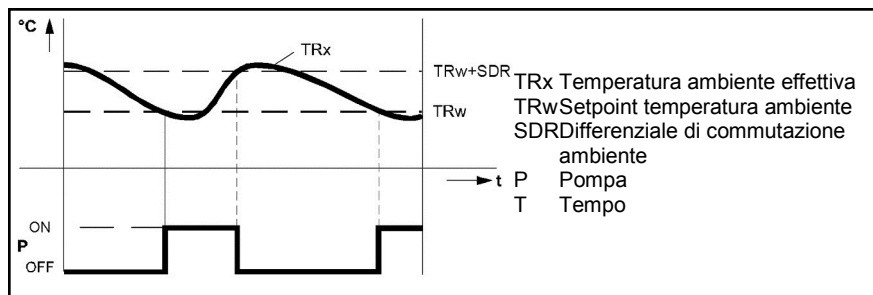 °C
TRx
TRw+SDR
TRw
t
ON
P
OFF
TRx Temperatura ambiente effettiva
TRwSetpoint temperatura ambiente
SDRDifferenziale di commutazione
ambiente
P Pompa
T Tempo